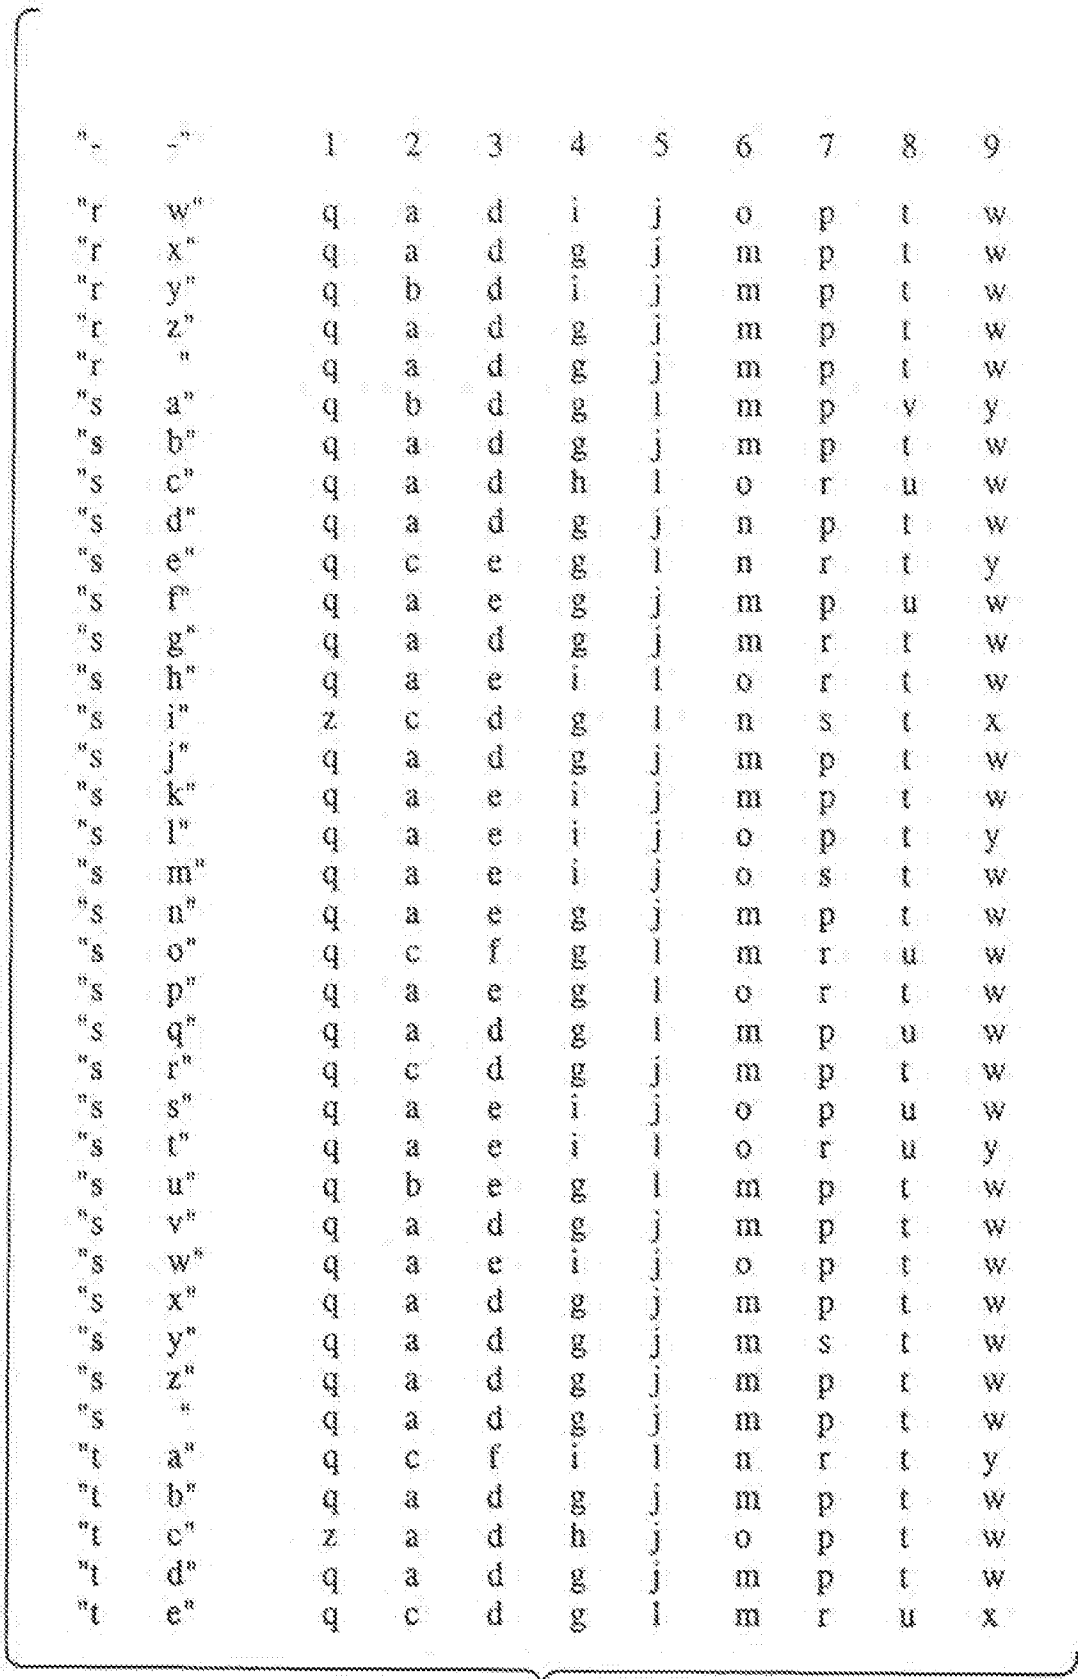 "- -" 1 2 3 4 5 6 7 8 9
"r w" q a d i j o p t w
"r x" q a d g j m p t w
"r y" q b d i j m p t w
"r z" q a d g j m p t w
"r " q a d g j m p t w
"s a" q b d g l m p v y
"s b" q a d g j m p t w
"s c" q a d h l o r u w
"s d" q a d g j n p t w
"s e" q c e g l n r t y
"s f" q a e g j m p u w
"s g" q a d g j m r t w
"s h" q a e i l o r t w
"s i" z c d g l n s t x
"s j" q a d g j m p t w
"s k" q a e i j m p t w
"s l" q a e i j o p t y
"s m" q a e i j o s t w
"s n" q a e g j m p t w
"s o" q c f g l m r u w
"s p" q a e g l o r t w
"s q" q a d g l m p u w
"s r" q c d g j m p t w
"s s" q a e i j o p u w
"s t" q a e i l o r u y
"s u" q b e g l m p t w
"s v" q a d g j m p t w
"s w" q a e i j o p t w
"s x" q a d g j m p t w
"s y" q a d g j m s t w
"s z" q a d g j m p t w
"s " q a d g j m p t w
"t a" q c f i l n r t y
"t b" q a d g j m p t w
"t c" z a d h j o p t w
"t d" q a d g j m p t w
"t e" q c d g l m r u x